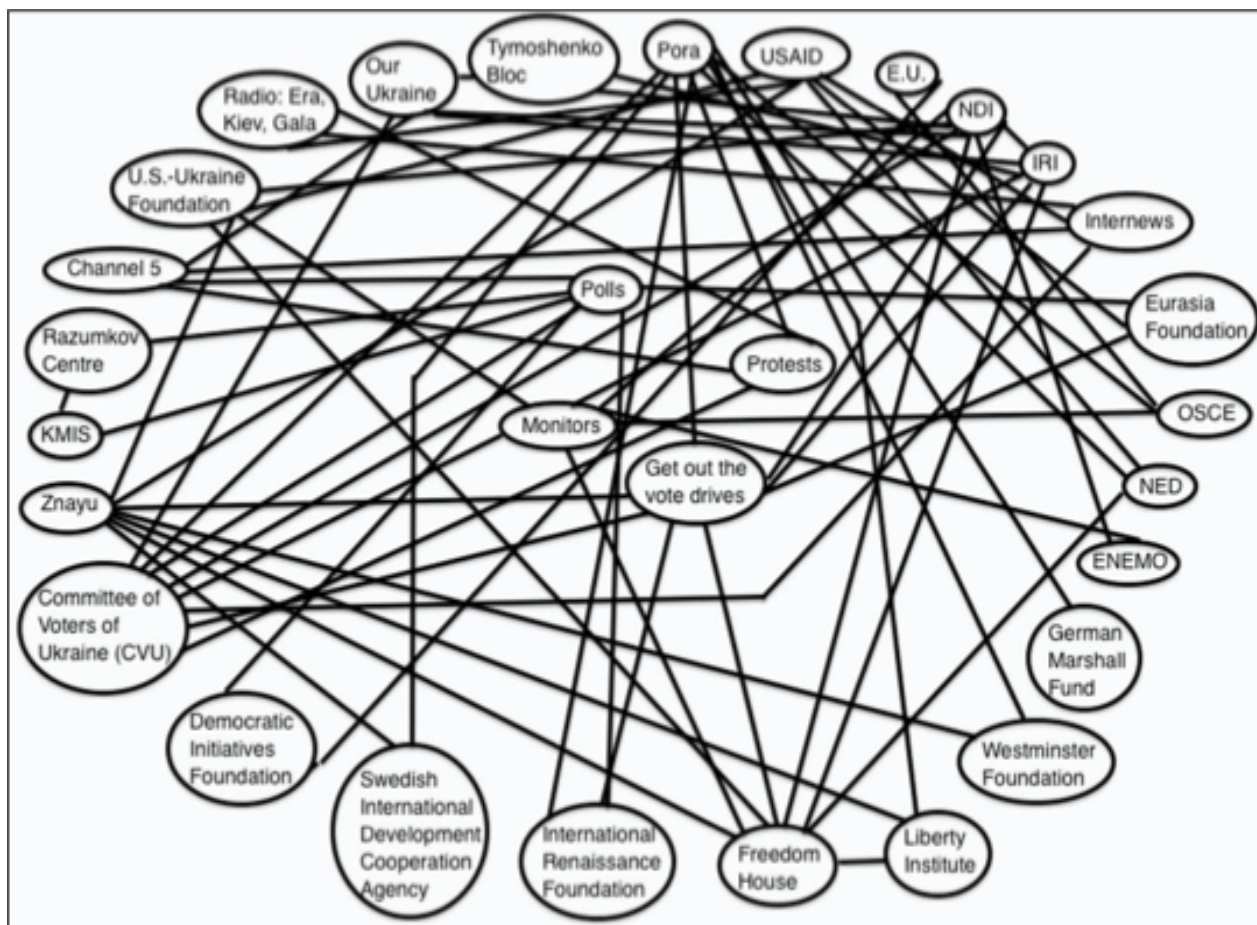 Tymoshenko
Bloc
Pora
USAID
E.U.
Our
Ukraine
Radio: Era,
Kiev, Gala
NDI
IRI
U.S.-Ukraine
Foundation
Internews
Channel 5
Polls
Eurasia
Foundation
Razumkov
Centre
Protests
KMIS
Monitors
OSCE
Get out the
vote drives
NED
Znayu
ENEMO
Committee of
Voters of
Ukraine (CVU)
German
Marshall
Fund
Democratic
Initiatives
Foundation
Westminster
Foundation
Swedish
International
Development
Cooperation
Agency
International
Renaissance
Foundation
Freedom
House
Liberty
Institute